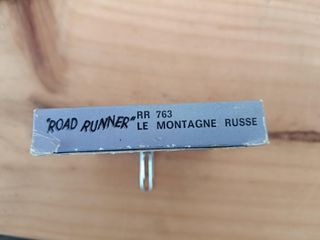 "ROAD RUNNER" RR 763
LE MONTAGNE RUSSE